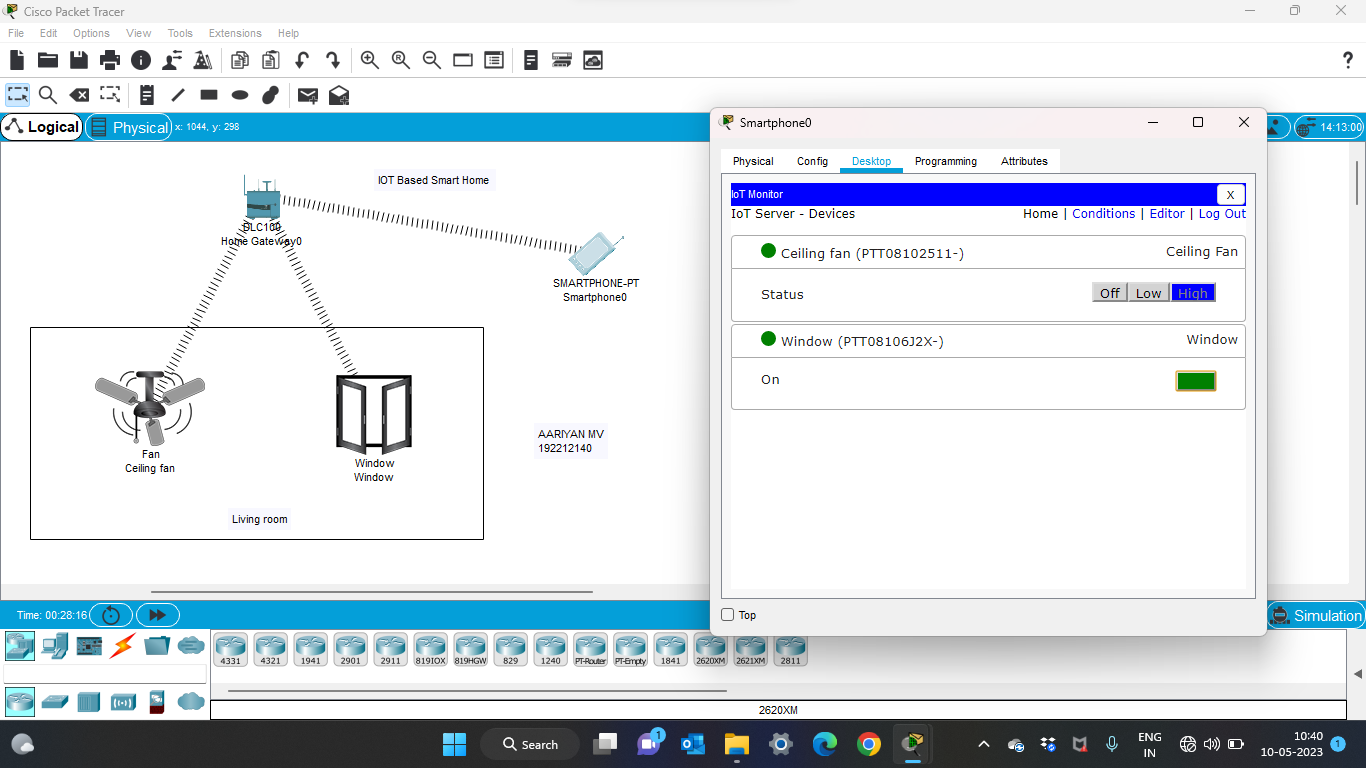 Cisco Packet Tracer
File Edit Options View Tools Extensions Help
?
Logical
Physical
x: 1044, y: 298
14:13:00
IOT Based Smart Home
DLC100
Home Gateway0
SMARTPHONE-PT
Smartphone0
Fan
Ceiling fan
Window
Window
AARIYAN MV
192212140
Living room
Smartphone0
Physical Config Desktop Programming Attributes
IoT Monitor
X
IoT Server - Devices
Home | Conditions | Editor | Log Out
Ceiling fan (PTT08102511-)
Ceiling Fan
Status
Off Low High
Window (PTT08106J2X-)
Window
On
Top
Time: 00:28:16
Simulation
4331 4321 1941 2901 2911 819IOX 819HGW 829 1240 PT-Router PT-Empty 1841 2620XM 2621XM 2811
2620XM
Search
1
ENG
IN
10:40
10-05-2023
1